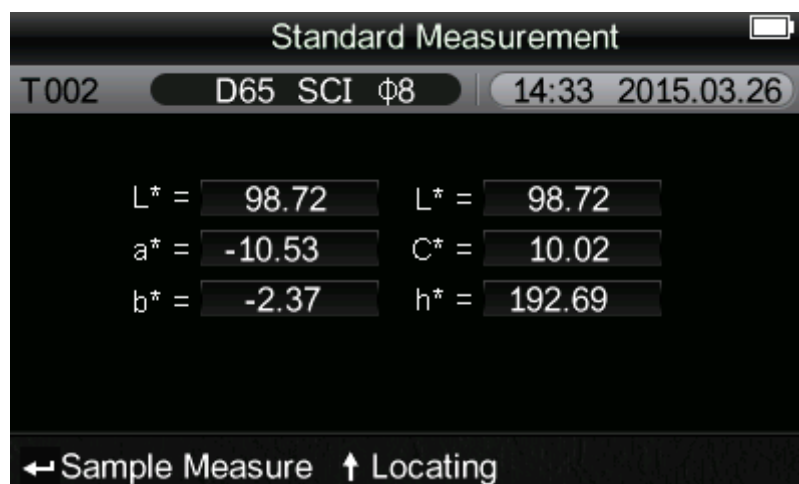 Standard Measurement
T002 D65 SCI Φ8 14:33 2015.03.26
L* = 98.72 L* = 98.72
a* = -10.53 C* = 10.02
b* = -2.37 h* = 192.69
Sample Measure Locating